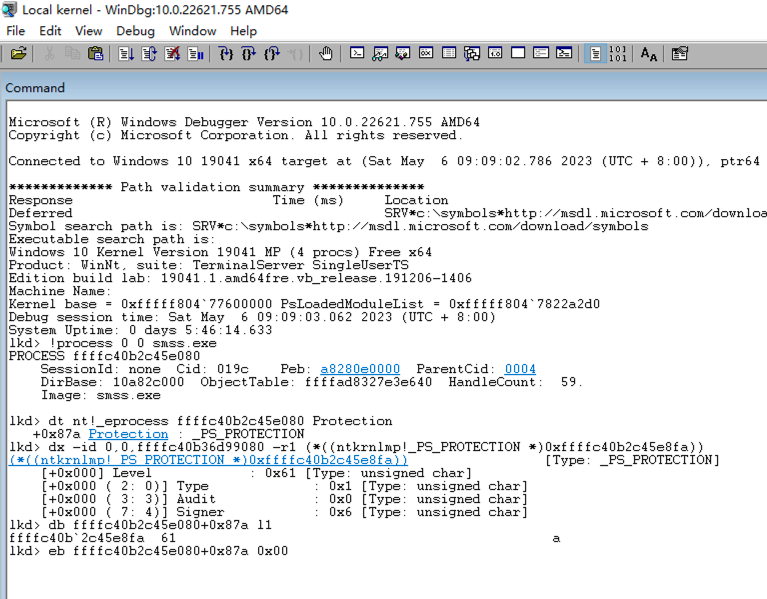 Local kernel - WinDbg:10.0.22621.755 AMD64
File Edit View Debug Window Help
Command
Microsoft (R) Windows Debugger Version 10.0.22621.755 AMD64
Copyright (c) Microsoft Corporation. All rights reserved.
Connected to Windows 10 19041 x64 target at (Sat May  6 09:09:02.786 2023 (UTC + 8:00)), ptr64
************* Path validation summary **************
Response                         Time (ms)     Location
Deferred                                       SRV*c:\symbols*http://msdl.microsoft.com/downloa
Symbol search path is: SRV*c:\symbols*http://msdl.microsoft.com/download/symbols
Executable search path is:
Windows 10 Kernel Version 19041 MP (4 procs) Free x64
Product: WinNt, suite: TerminalServer SingleUserTS
Edition build lab: 19041.1.amd64fre.vb_release.191206-1406
Machine Name:
Kernel base = 0xfffff804`77600000 PsLoadedModuleList = 0xfffff804`7822a2d0
Debug session time: Sat May  6 09:09:03.062 2023 (UTC + 8:00)
System Uptime: 0 days 5:46:14.633
lkd> !process 0 0 smss.exe
PROCESS ffffc40b2c45e080
    SessionId: none  Cid: 019c    Peb: a8280e0000  ParentCid: 0004
    DirBase: 10a82c000  ObjectTable: ffffad8327e3e640  HandleCount:  59.
    Image: smss.exe
lkd> dt nt!_eprocess ffffc40b2c45e080 Protection
   +0x87a Protection : _PS_PROTECTION
lkd> dx -id 0,0,ffffc40b36d99080 -r1 (*((ntkrnlmp!_PS_PROTECTION *)0xffffc40b2c45e8fa))
(*((ntkrnlmp!_PS_PROTECTION *)0xffffc40b2c45e8fa))                 [Type: _PS_PROTECTION]
    [+0x000] Level            : 0x61 [Type: unsigned char]
    [+0x000 ( 2: 0)] Type             : 0x1 [Type: unsigned char]
    [+0x000 ( 3: 3)] Audit            : 0x0 [Type: unsigned char]
    [+0x000 ( 7: 4)] Signer           : 0x6 [Type: unsigned char]
lkd> db ffffc40b2c45e080+0x87a l1
ffffc40b`2c45e8fa  61                                               a
lkd> eb ffffc40b2c45e080+0x87a 0x00